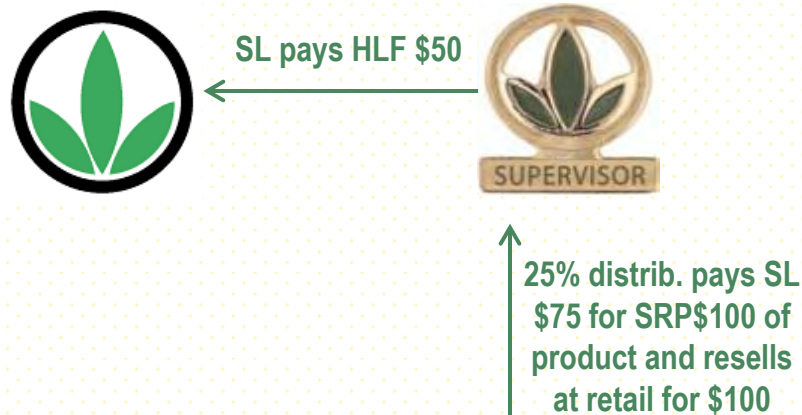 SL pays HLF $50
SUPERVISOR
25% distrib. pays SL
$75 for SRP$100 of
product and resells
at retail for $100